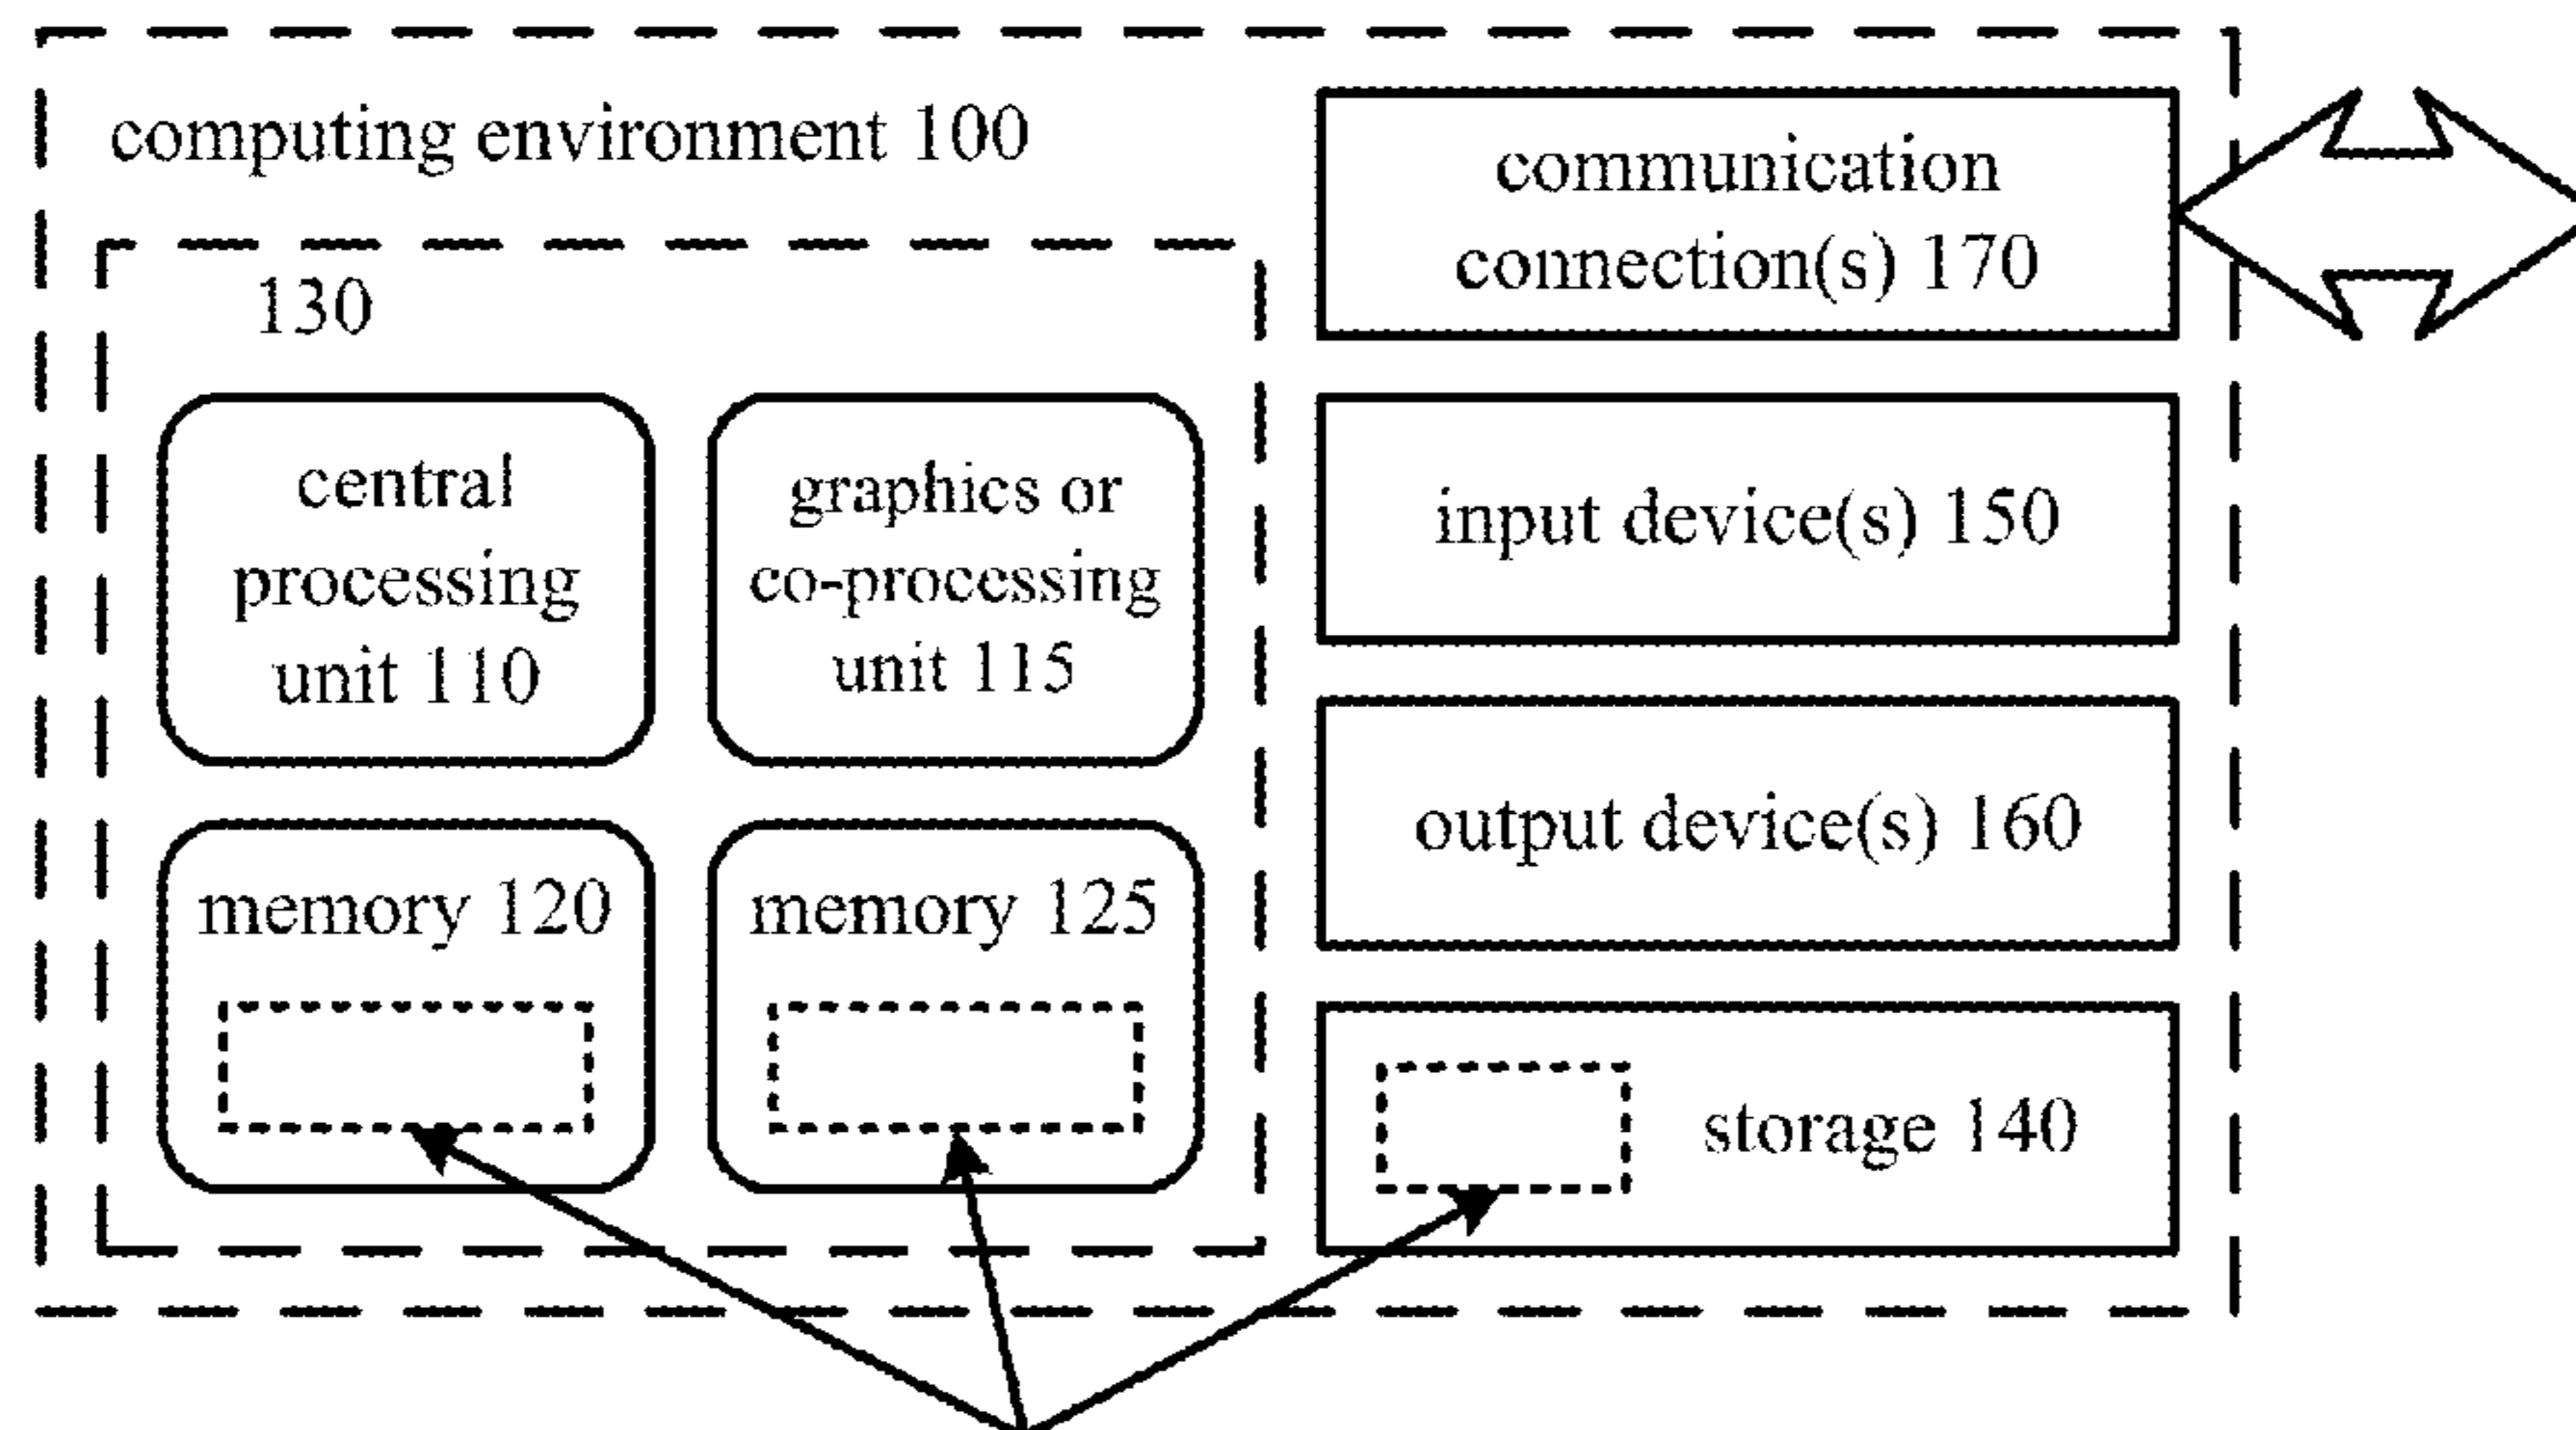 computing environment 100
130
central
processing
unit 110
graphics or
co-processing
unit 115
memory 120
memory 125
communication
connection(s) 170
input device(s) 150
output device(s) 160
storage 140